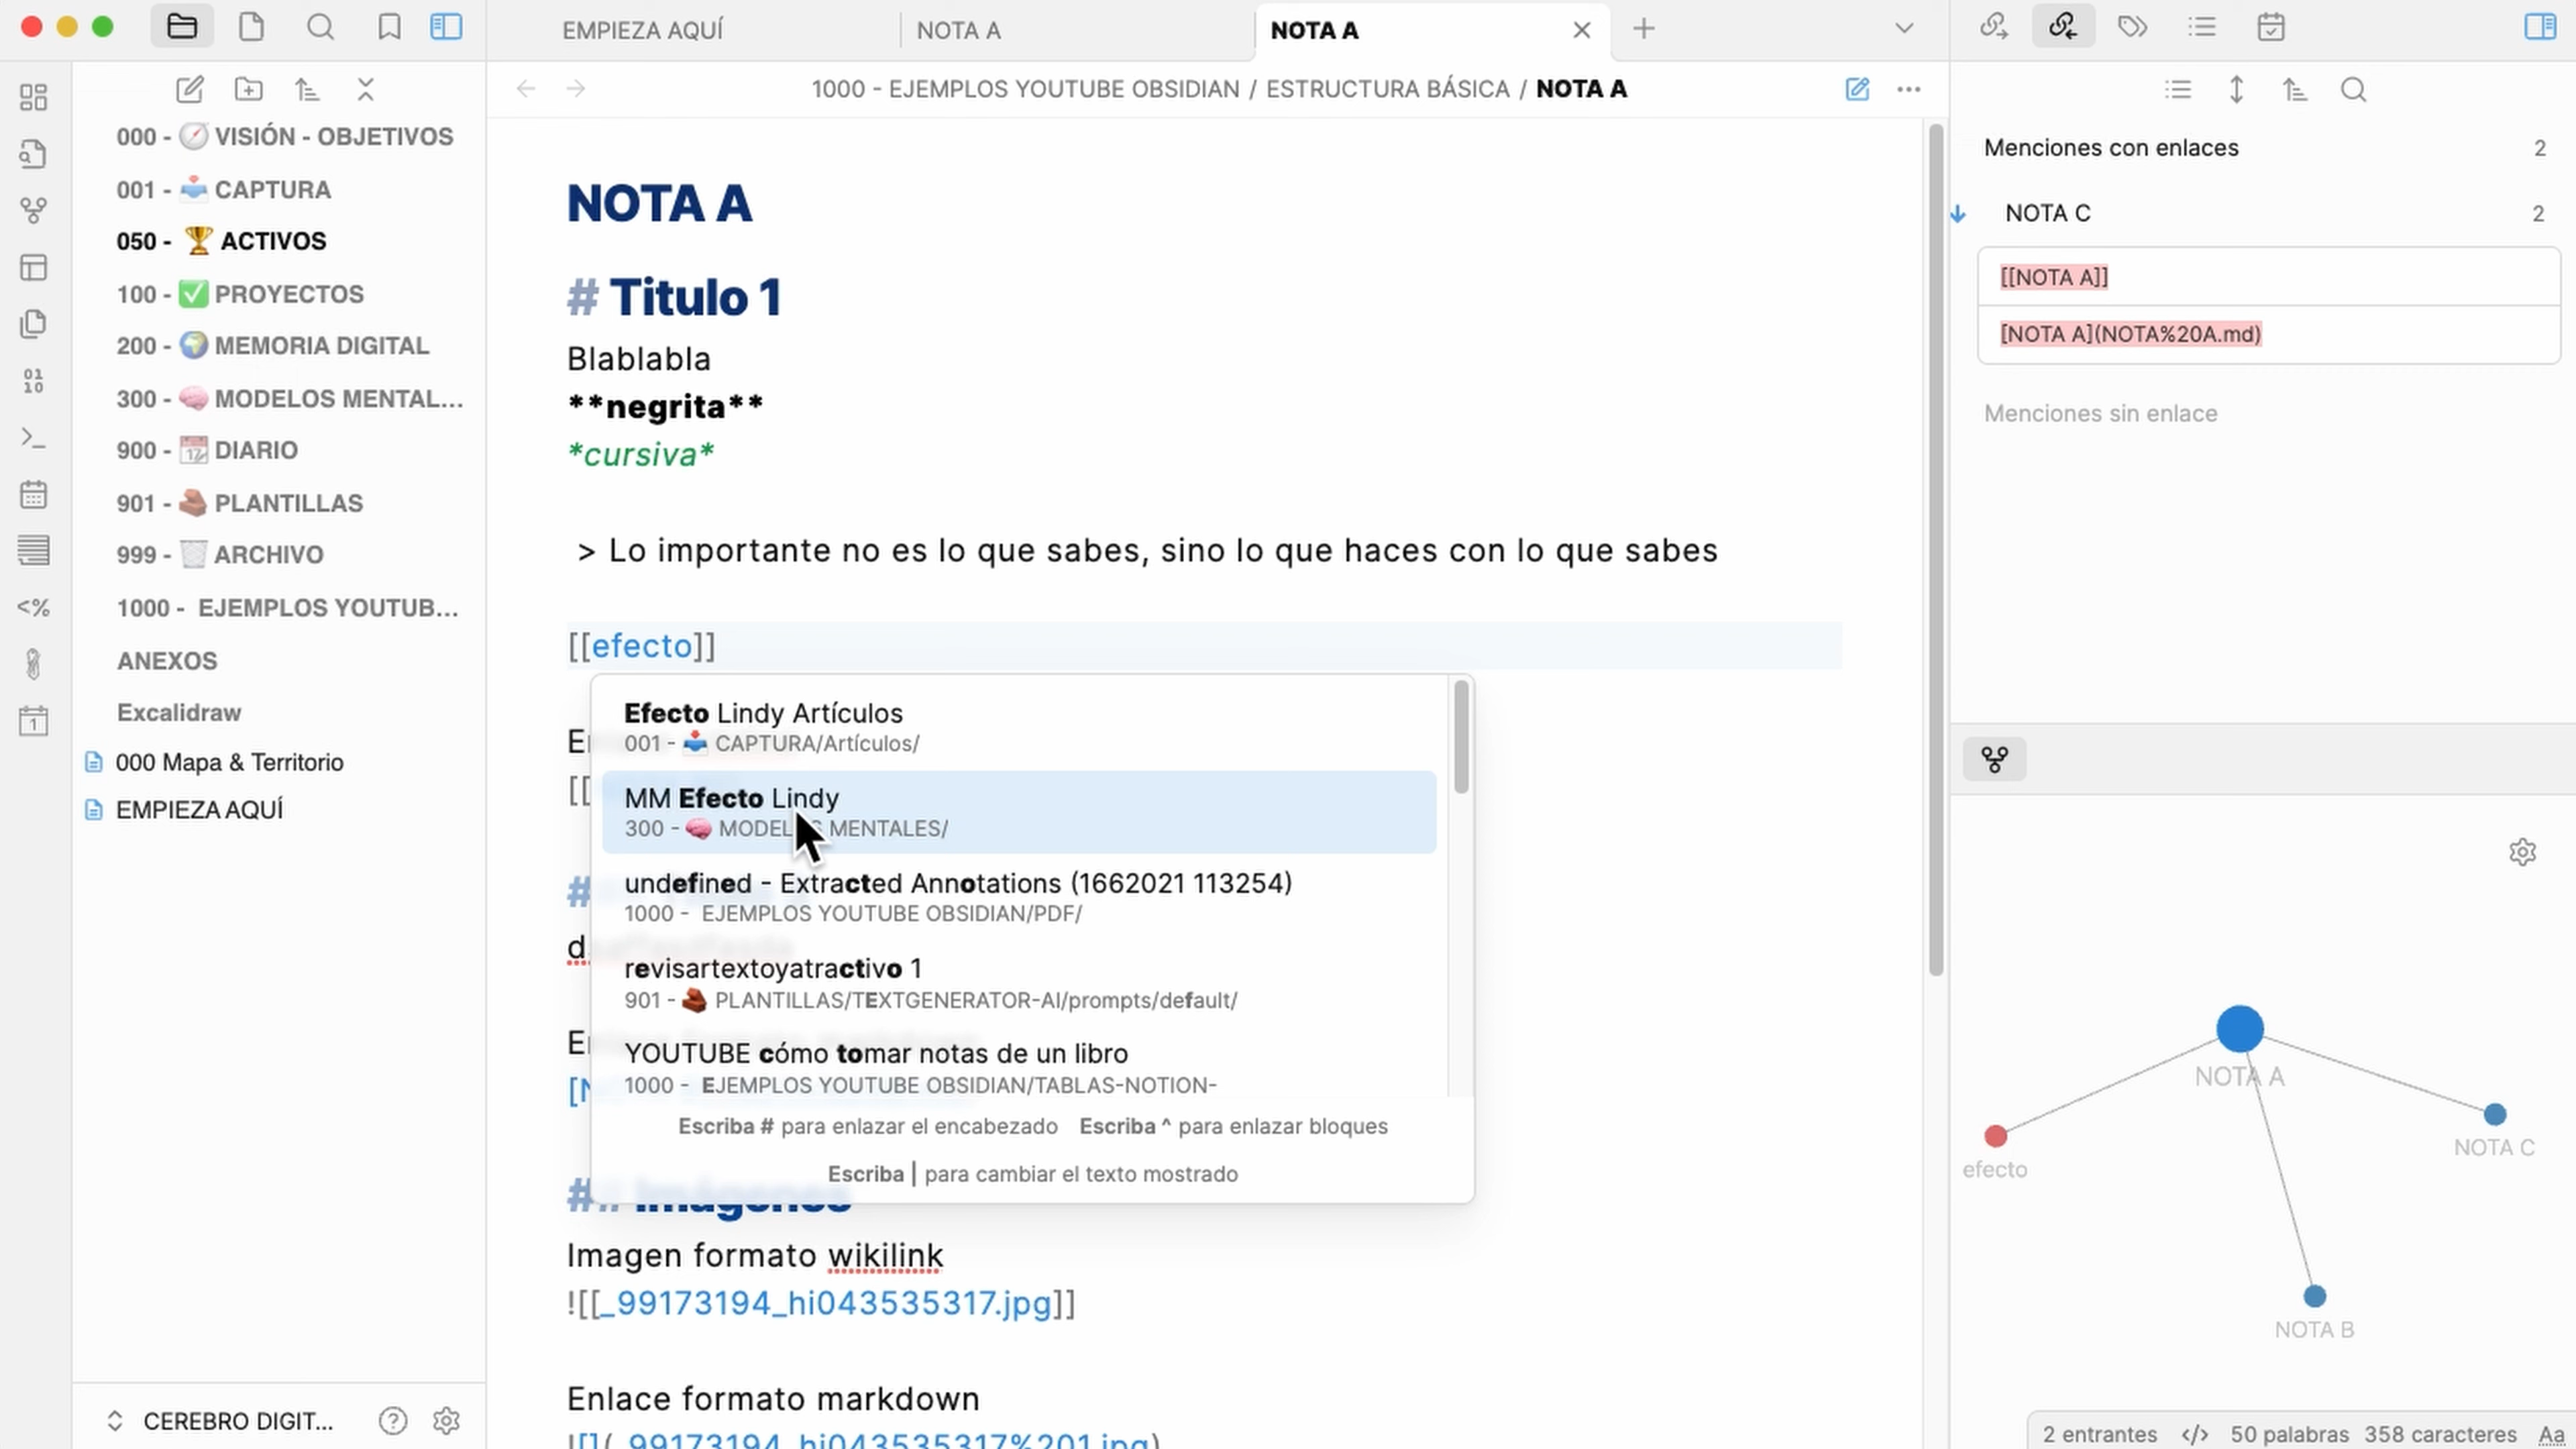 EMPIEZA AQUÍ
NOTA A
NOTA A
1000 - EJEMPLOS YOUTUBE OBSIDIAN / ESTRUCTURA BÁSICA / NOTA A
000 - VISIÓN - OBJETIVOS
001 - CAPTURA
050 - ACTIVOS
100 - PROYECTOS
200 - MEMORIA DIGITAL
300 - MODELOS MENTAL...
900 - DIARIO
901 - PLANTILLAS
999 - ARCHIVO
1000 - EJEMPLOS YOUTUB...
ANEXOS
Excalidraw
000 Mapa & Territorio
EMPIEZA AQUÍ
CEREBRO DIGIT...
NOTA A
# Titulo 1
Blablabla
**negrita**
*cursiva*
> Lo importante no es lo que sabes, sino lo que haces con lo que sabes
[[efecto]]
Efecto Lindy Artículos
001 - CAPTURA/Artículos/
MM Efecto Lindy
300 - MODELOS MENTALES/
undefined - Extracted Annotations (1662021 113254)
1000 - EJEMPLOS YOUTUBE OBSIDIAN/PDF/
revisartextoyatractivo 1
901 - PLANTILLAS/TEXTGENERATOR-AI/prompts/default/
YOUTUBE cómo tomar notas de un libro
1000 - EJEMPLOS YOUTUBE OBSIDIAN/TABLAS-NOTION-
Escriba # para enlazar el encabezado Escriba ^ para enlazar bloques
Escriba | para cambiar el texto mostrado
## Imágenes
Imagen formato wikilink
![[_99173194_hi043535317.jpg]]
Enlace formato markdown
![](_99173194_hi043535317%201.jpg)
Menciones con enlaces 2
NOTA C 2
[[NOTA A]]
[NOTA A](NOTA%20A.md)
Menciones sin enlace
NOTA A
efecto
NOTA C
NOTA B
2 entrantes </> 50 palabras 358 caracteres Aa